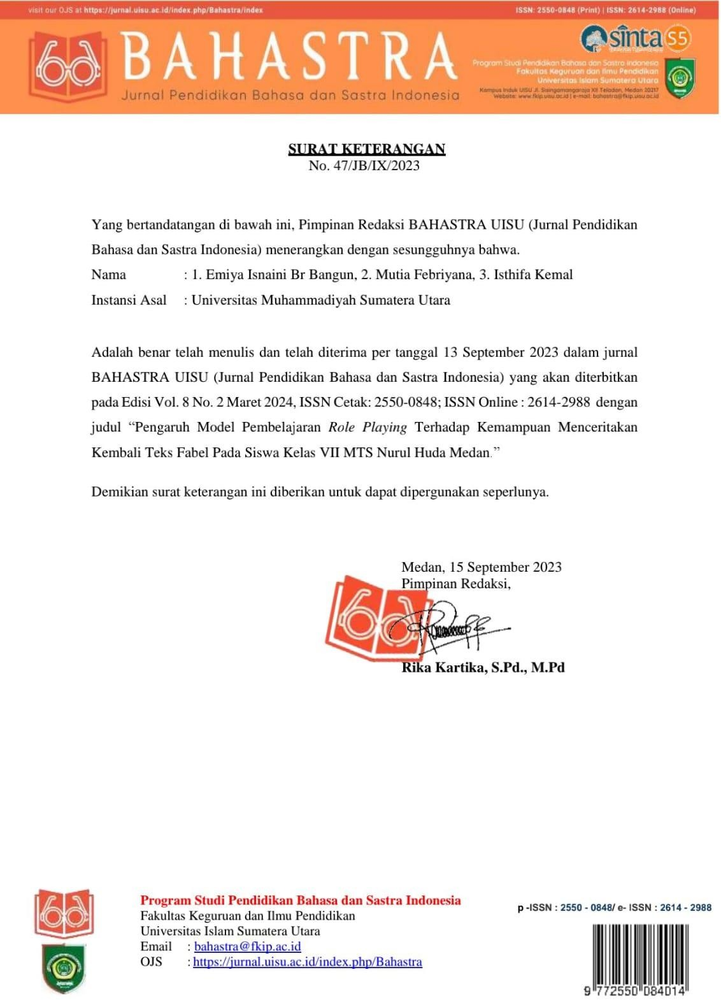 visit our OJS at https://jurnal.uisu.ac.id/index.php/Bahastra/index
ISSN: 2550-0848 (Print) | ISSN: 2614-2988 (Online)
BAHASTRA
Jurnal Pendidikan Bahasa dan Sastra Indonesia
sinta S5
Program Studi Pendidikan Bahasa dan Sastra Indonesia
Fakultas Keguruan dan Ilmu Pendidikan
Universitas Islam Sumatera Utara
Kampus Induk UISU Jl. Sisingamangaraja XII Teladan, Medan 20217
Website: www.fkip.uisu.ac.id | e-mail: bahastra@fkip.uisu.ac.id
SURAT KETERANGAN
No. 47/JB/IX/2023
Yang bertandatangan di bawah ini, Pimpinan Redaksi BAHASTRA UISU (Jurnal Pendidikan
Bahasa dan Sastra Indonesia) menerangkan dengan sesungguhnya bahwa.
Nama : 1. Emiya Isnaini Br Bangun, 2. Mutia Febriyana, 3. Isthifa Kemal
Instansi Asal : Universitas Muhammadiyah Sumatera Utara
Adalah benar telah menulis dan telah diterima per tanggal 13 September 2023 dalam jurnal
BAHASTRA UISU (Jurnal Pendidikan Bahasa dan Sastra Indonesia) yang akan diterbitkan
pada Edisi Vol. 8 No. 2 Maret 2024, ISSN Cetak: 2550-0848; ISSN Online : 2614-2988 dengan
judul “Pengaruh Model Pembelajaran Role Playing Terhadap Kemampuan Menceritakan
Kembali Teks Fabel Pada Siswa Kelas VII MTS Nurul Huda Medan.”
Demikian surat keterangan ini diberikan untuk dapat dipergunakan seperlunya.
Medan, 15 September 2023
Pimpinan Redaksi,
Rika Kartika, S.Pd., M.Pd
Program Studi Pendidikan Bahasa dan Sastra Indonesia
Fakultas Keguruan dan Ilmu Pendidikan
Universitas Islam Sumatera Utara
Email : bahastra@fkip.ac.id
OJS : https://jurnal.uisu.ac.id/index.php/Bahastra
p -ISSN : 2550 - 0848/ e- ISSN : 2614 - 2988
9 772550 084014